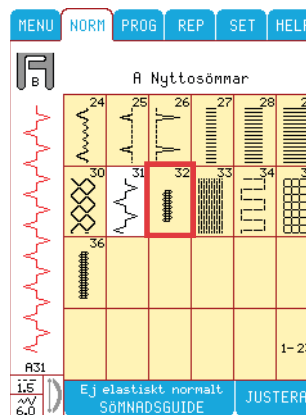 MENU NORM PROG REP SET HELP
B
A Nyttosömmar
24 25 26 27 28
30 31 32 33 34
36
1-2
A31
1.5
6.0
Ej elastiskt normalt
SÖMNADSGUIDE
JUSTERA